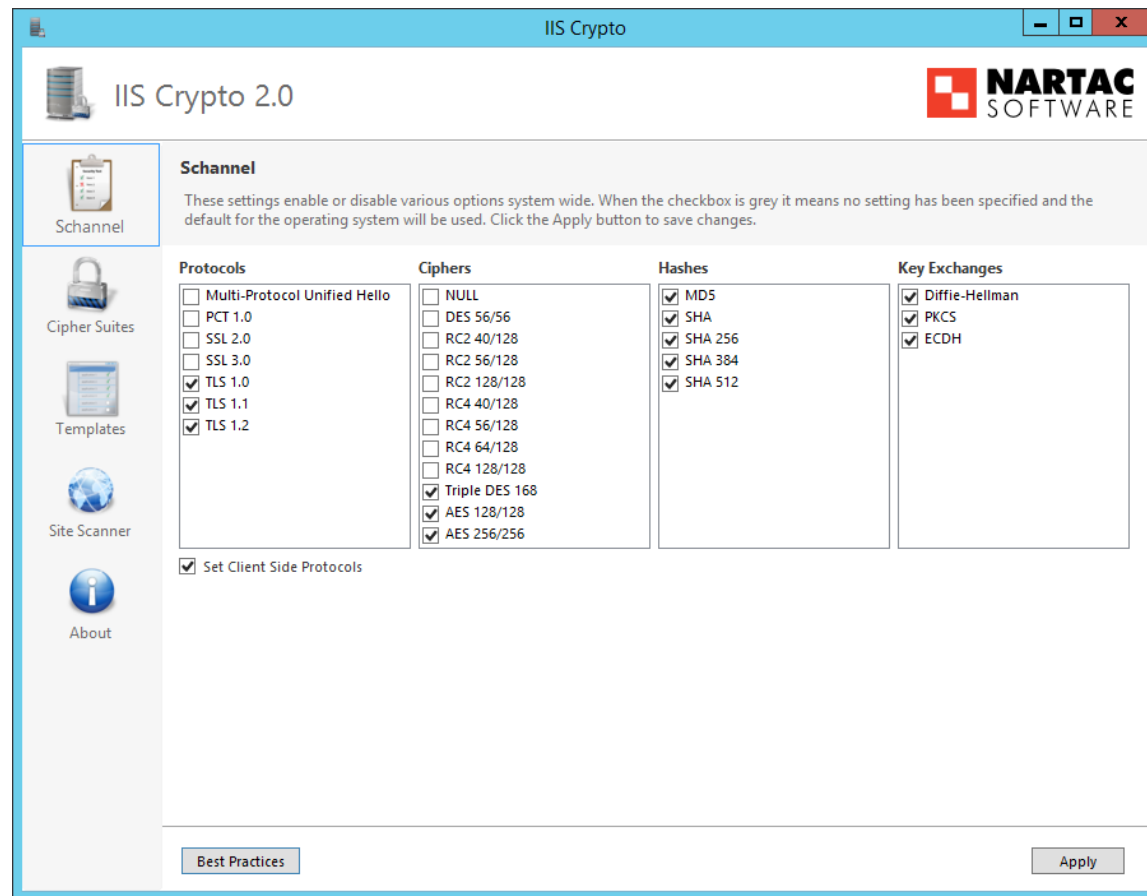 IIS Crypto
IIS Crypto 2.0
NARTAC
SOFTWARE
Schannel
Cipher Suites
Templates
Site Scanner
About
Schannel
These settings enable or disable various options system wide. When the checkbox is grey it means no setting has been specified and the
default for the operating system will be used. Click the Apply button to save changes.
Protocols
Multi-Protocol Unified Hello
PCT 1.0
SSL 2.0
SSL 3.0
TLS 1.0
TLS 1.1
TLS 1.2
Ciphers
NULL
DES 56/56
RC2 40/128
RC2 56/128
RC2 128/128
RC4 40/128
RC4 56/128
RC4 64/128
RC4 128/128
Triple DES 168
AES 128/128
AES 256/256
Hashes
MD5
SHA
SHA 256
SHA 384
SHA 512
Key Exchanges
Diffie-Hellman
PKCS
ECDH
Set Client Side Protocols
Best Practices
Apply